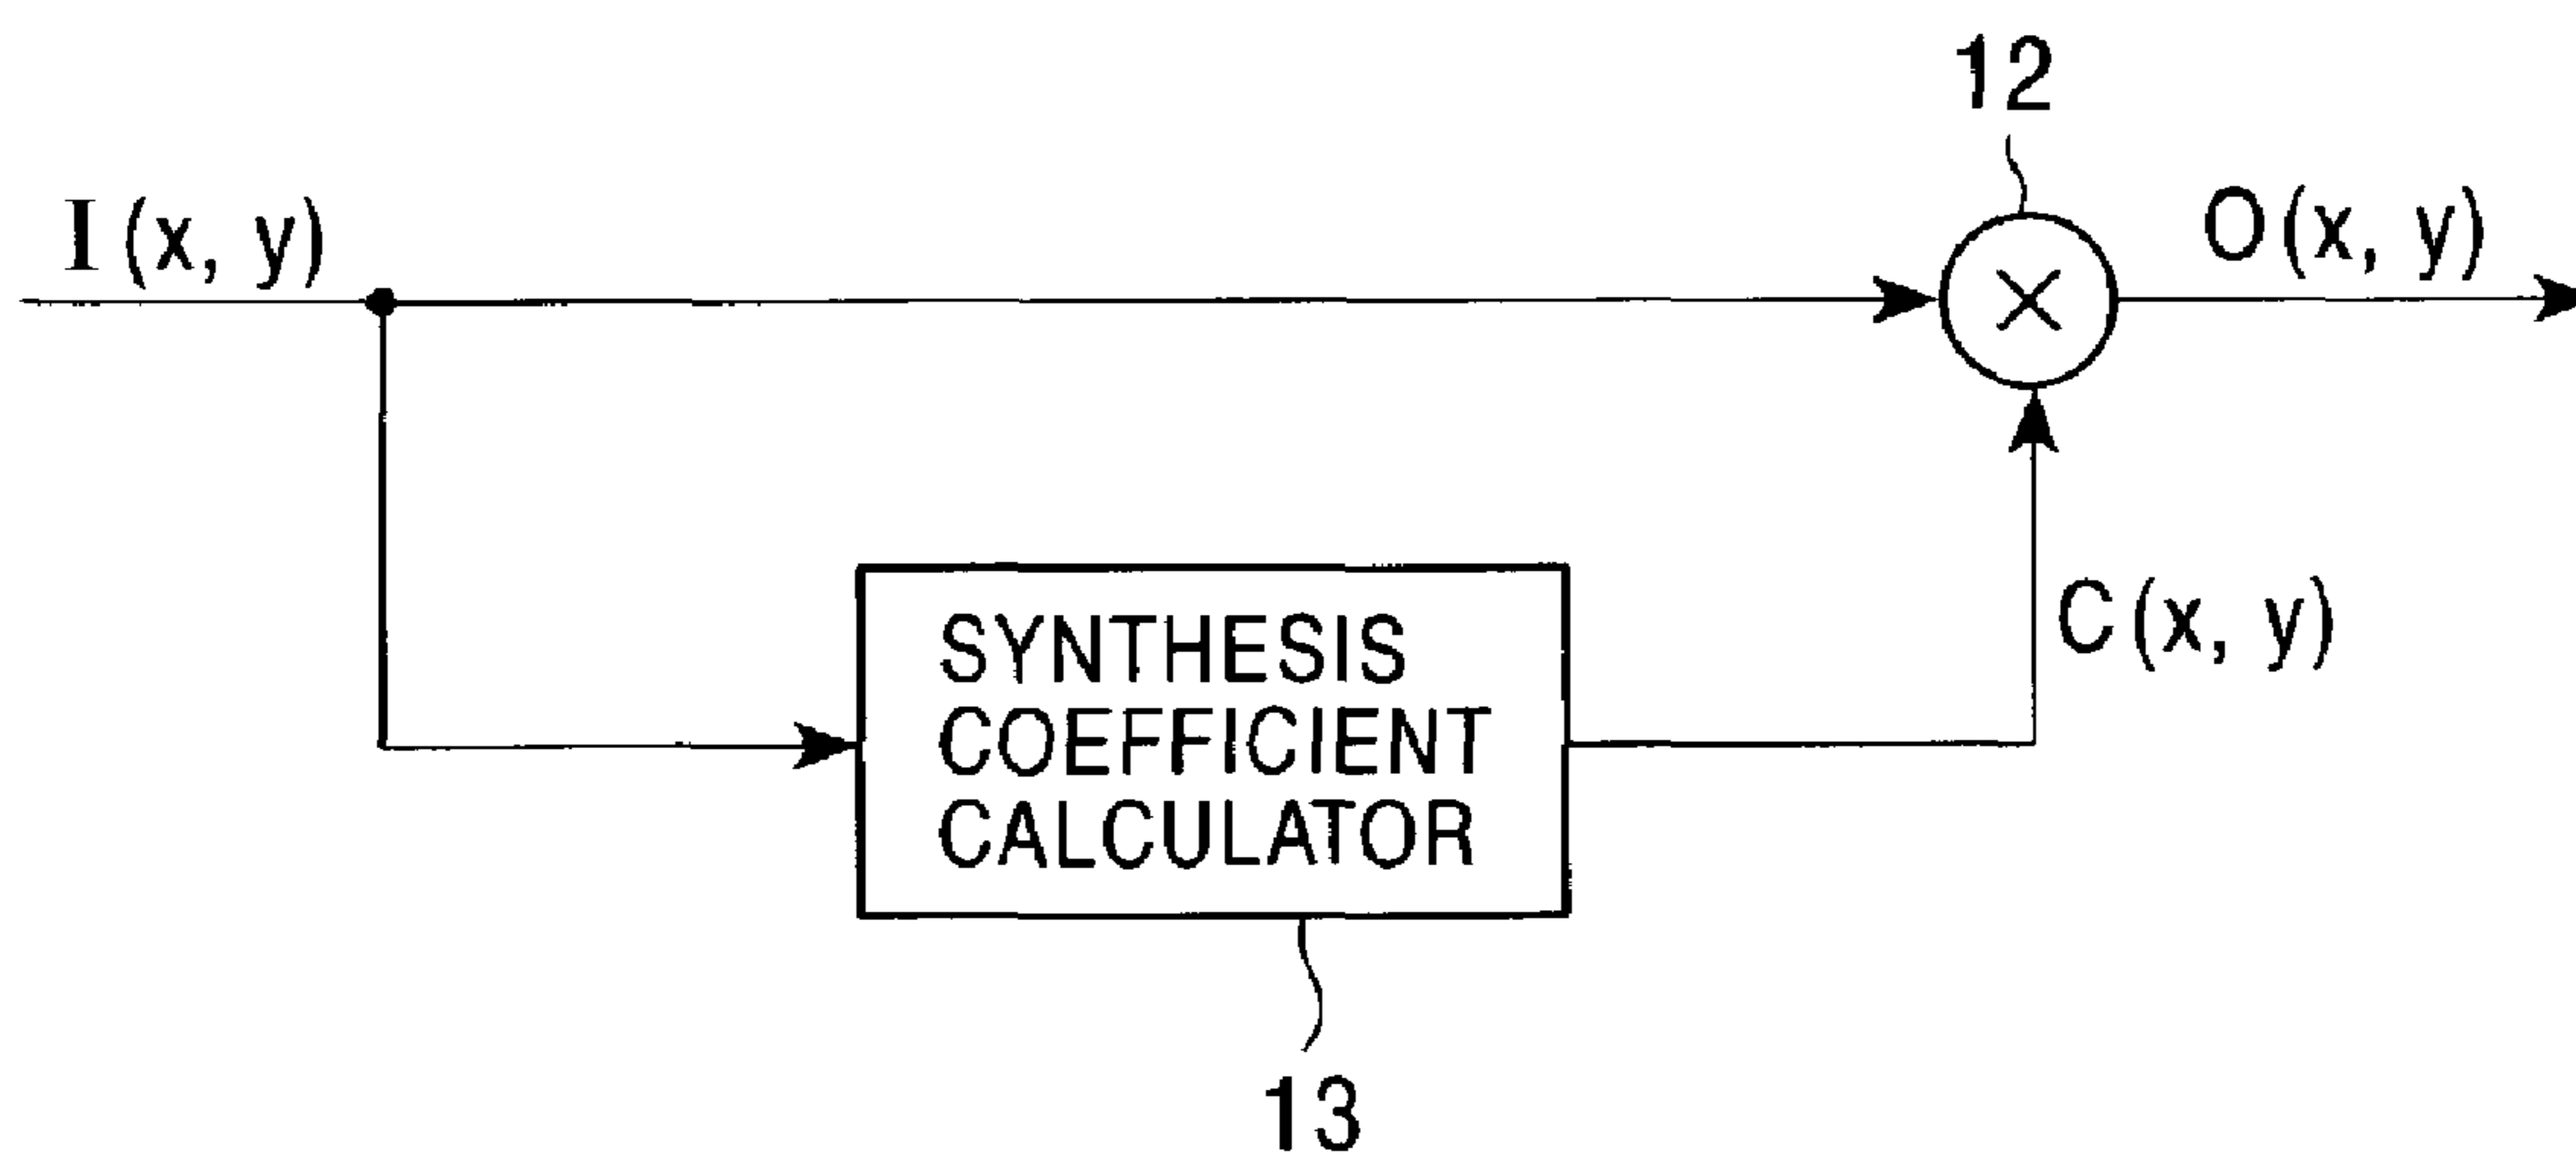 12
I (x, y)
O (x, y)
×
C (x, y)
SYNTHESIS
COEFFICIENT
CALCULATOR
13